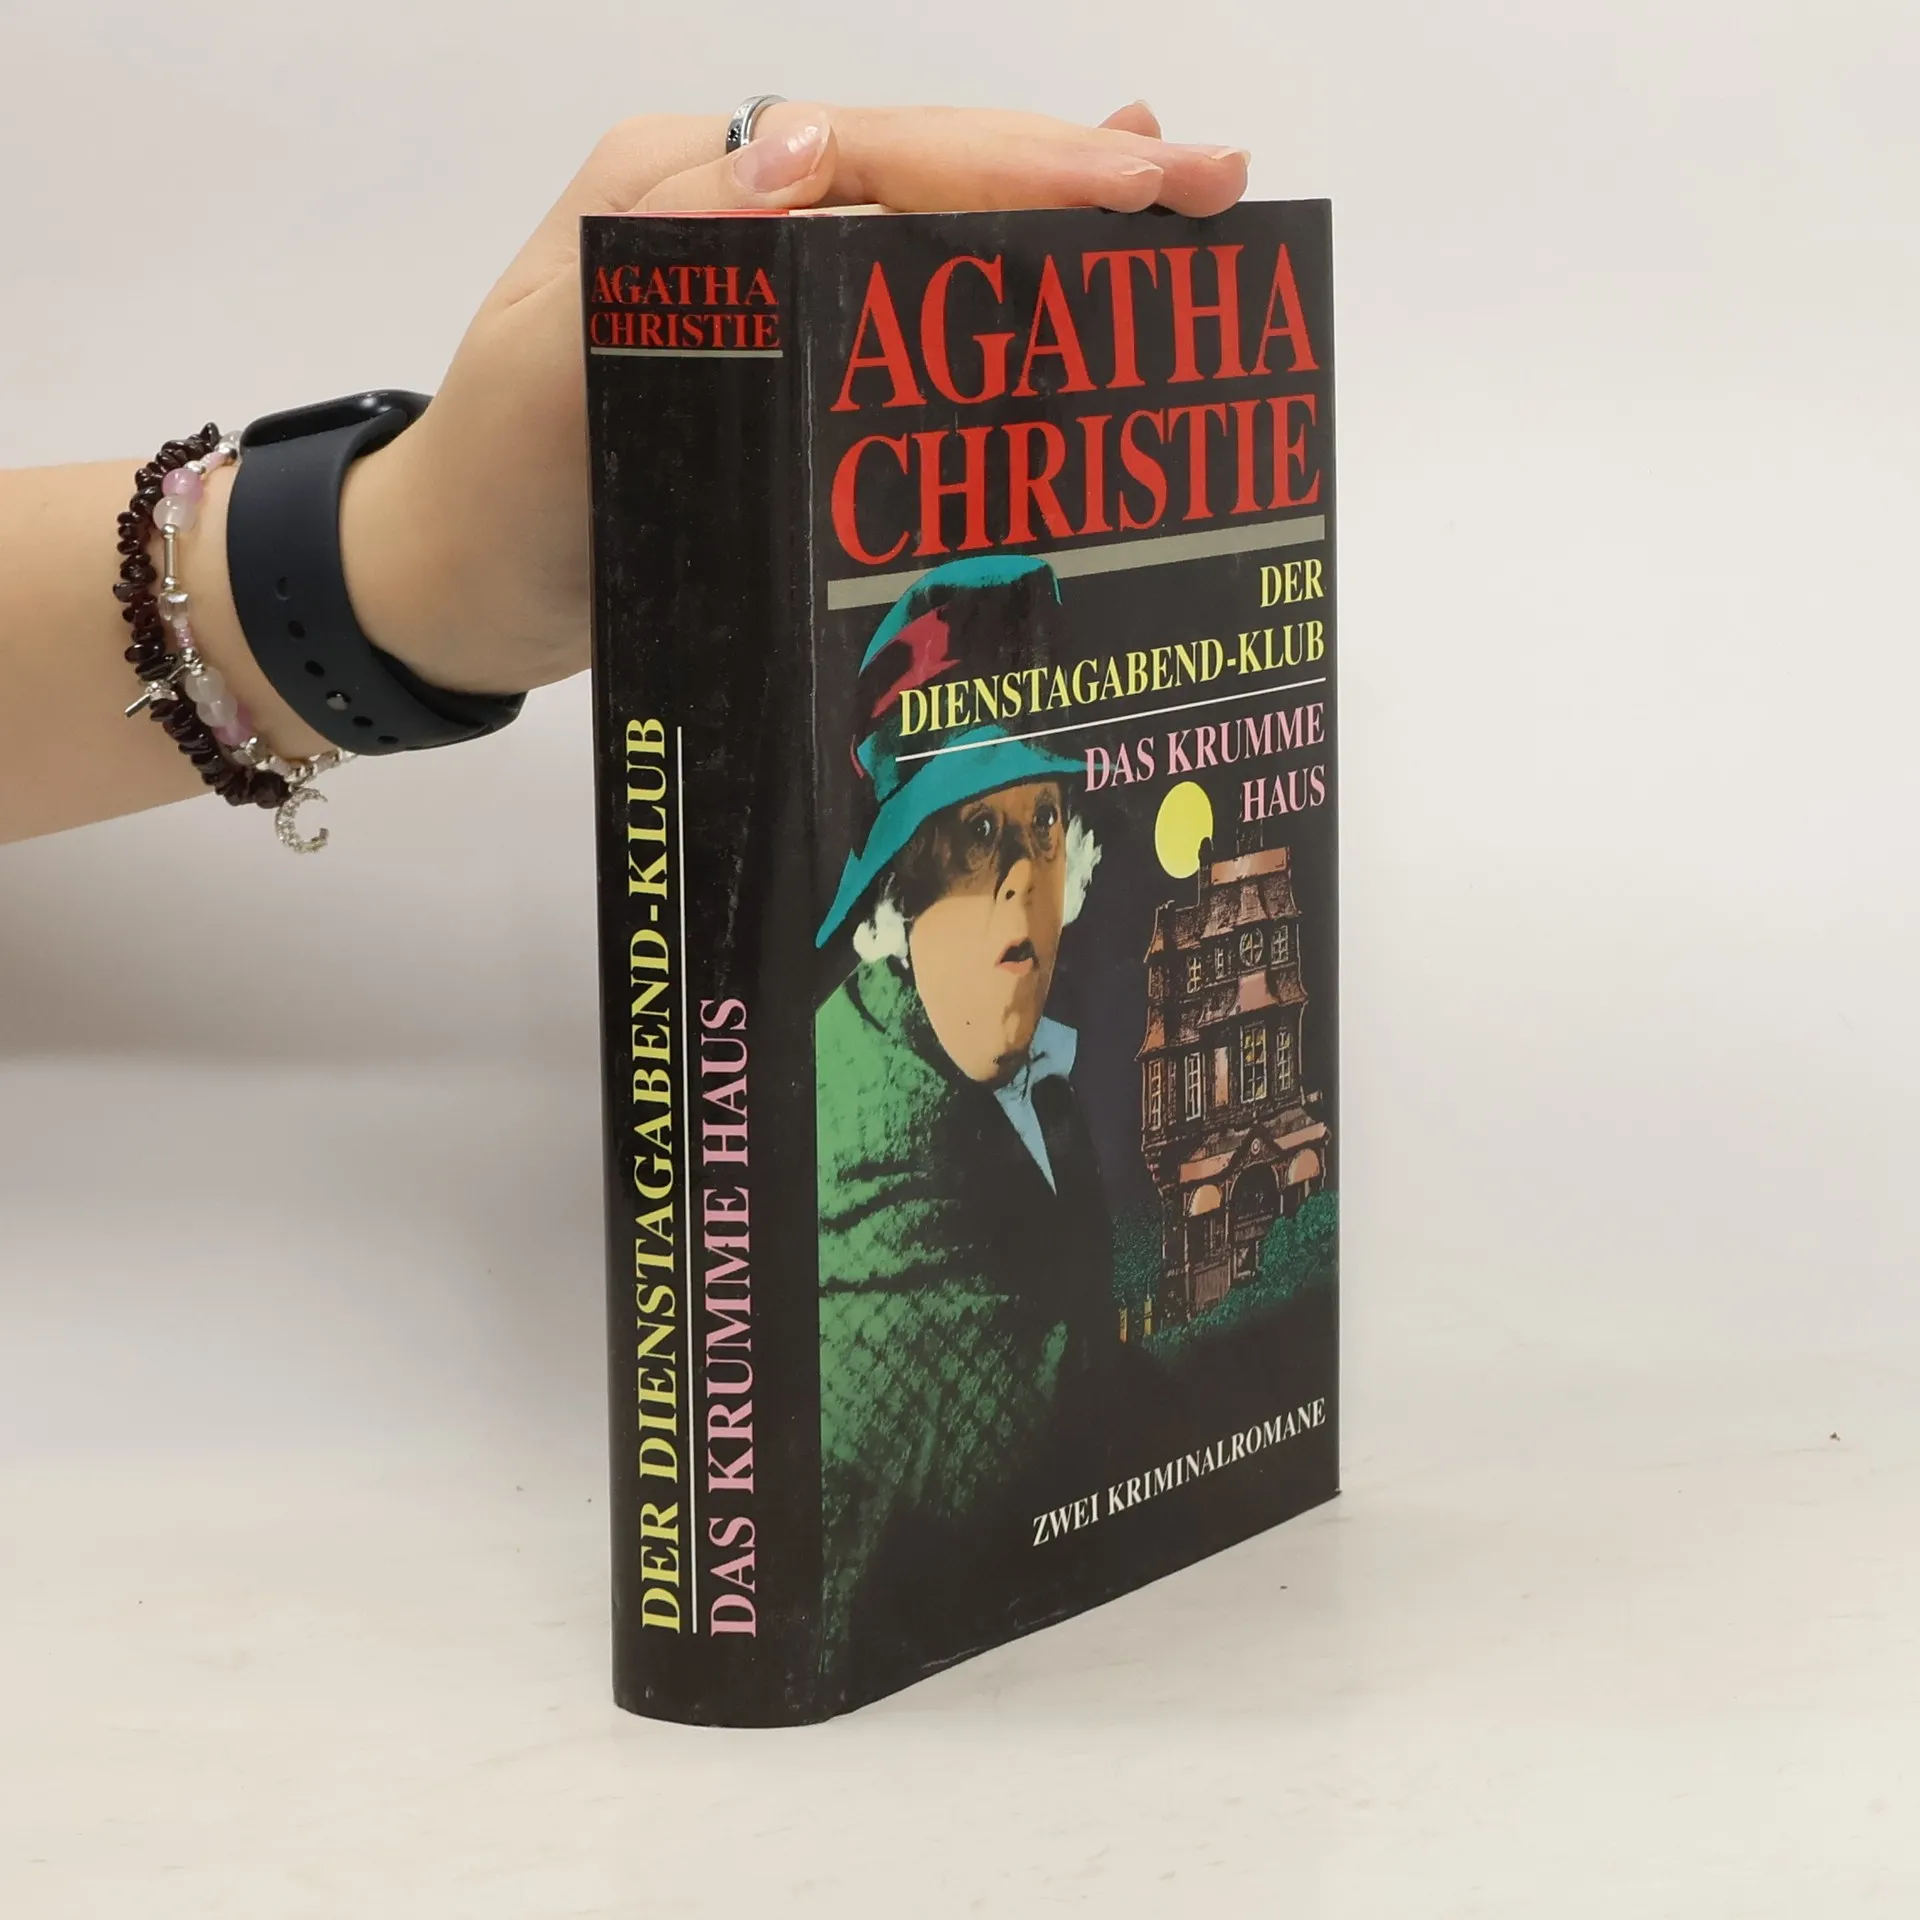 AGATHA
CHRISTIE
DER DIENSTAGABEND-KLUB
DAS KRUMME HAUS
AGATHA
CHRISTIE
DER
DIENSTAGABEND-KLUB
DAS KRUMME
HAUS
ZWEI KRIMINALROMANE